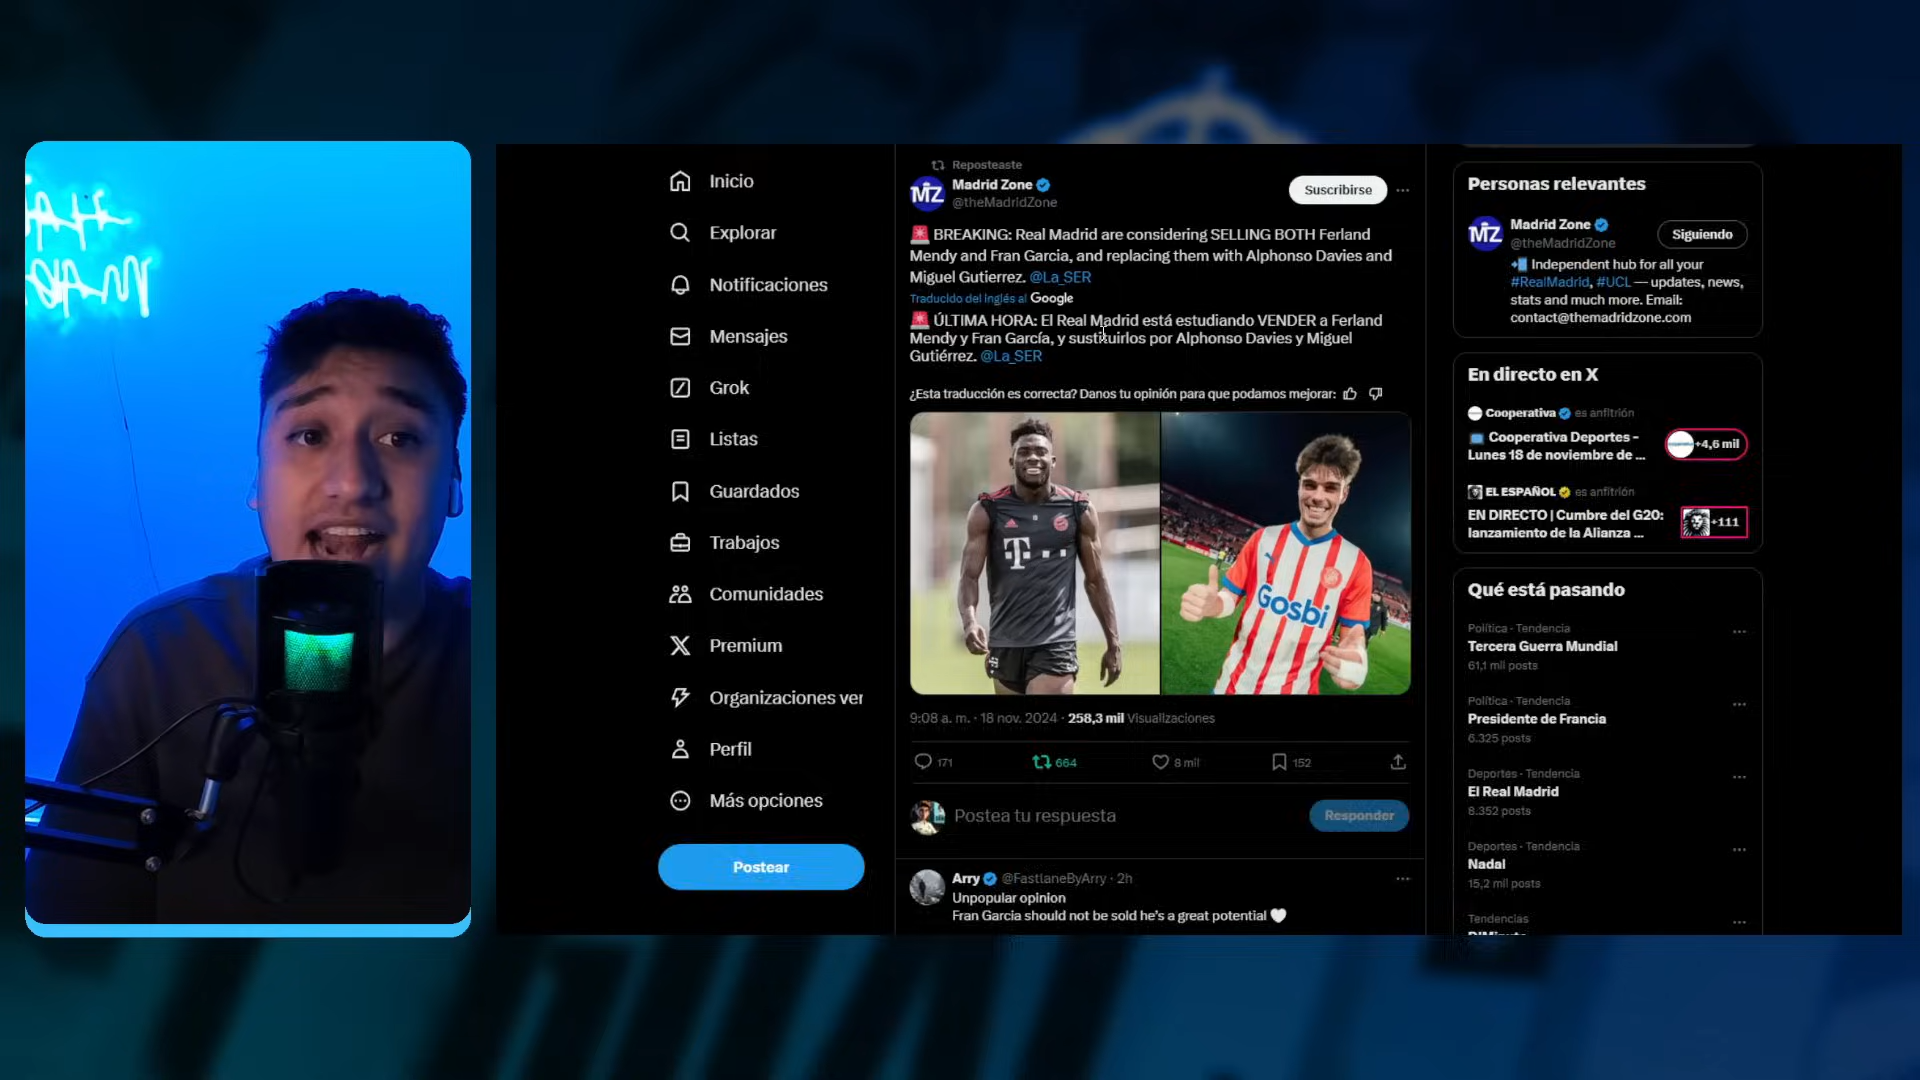 Inicio
Explorar
Notificaciones
Mensajes
Grok
Listas
Guardados
Trabajos
Comunidades
Premium
Organizaciones ver
Perfil
Más opciones
Postear
Reposteaste
MZ
Madrid Zone
@theMadridZone
Suscribirse
BREAKING: Real Madrid are considering SELLING BOTH Ferland
Mendy and Fran Garcia, and replacing them with Alphonso Davies and
Miguel Gutierrez. @La_SER
Traducido del inglés al Google
ÚLTIMA HORA: El Real Madrid está estudiando VENDER a Ferland
Mendy y Fran García, y sustituirlos por Alphonso Davies y Miguel
Gutiérrez. @La_SER
¿Esta traducción es correcta? Danos tu opinión para que podamos mejorar:
T
Gosbi
9:08 a. m. · 18 nov. 2024 · 258,3 mil Visualizaciones
171
664
8 mil
152
Postea tu respuesta
Responder
Arry @FastlaneByArry · 2h
Unpopular opinion
Fran Garcia should not be sold he's a great potential
Personas relevantes
MZ
Madrid Zone
@theMadridZone
Siguiendo
Independent hub for all your
#RealMadrid, #UCL — updates, news,
stats and much more. Email:
contact@themadridzone.com
En directo en X
Cooperativa es anfitrión
Cooperativa Deportes -
Lunes 18 de noviembre de ...
+4,6 mil
EL ESPAÑOL es anfitrión
EN DIRECTO | Cumbre del G20:
lanzamiento de la Alianza ...
+111
Qué está pasando
Política · Tendencia
Tercera Guerra Mundial
61,1 mil posts
Política · Tendencia
Presidente de Francia
6.325 posts
Deportes · Tendencia
El Real Madrid
8.352 posts
Deportes · Tendencia
Nadal
15,2 mil posts
Tendencias